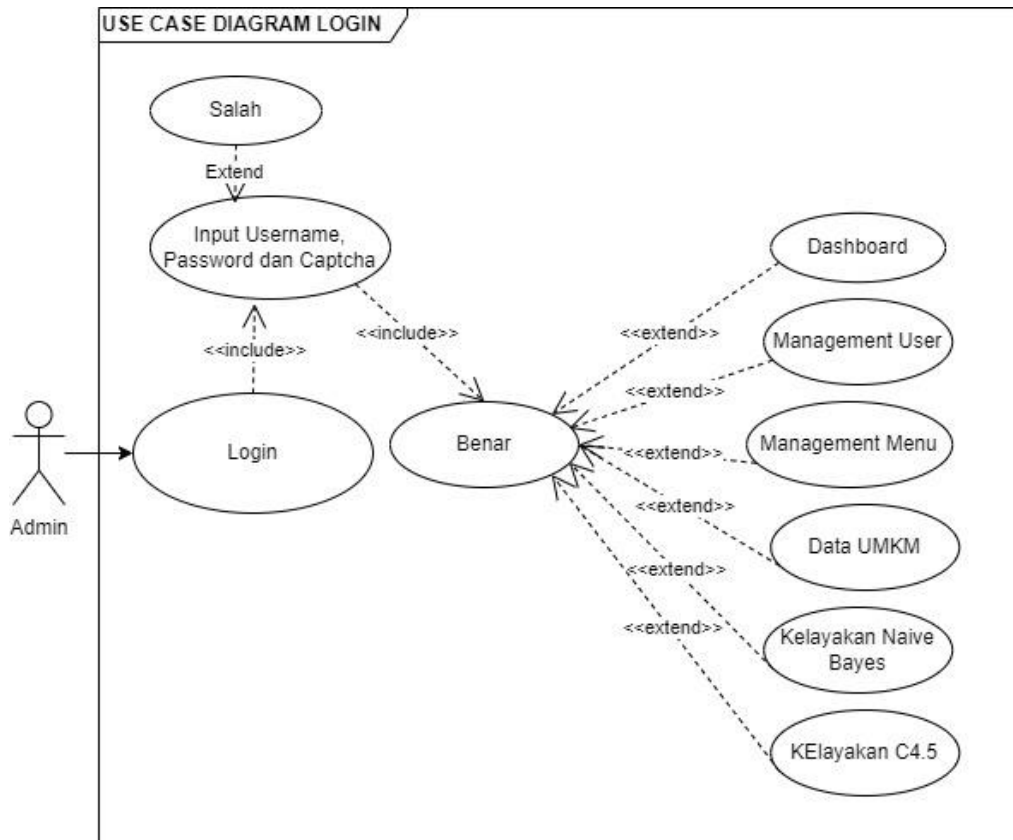 USE CASE DIAGRAM LOGIN
Salah
Extend
Input Username,
Password dan Captcha
<<include>>
<<include>>
Login
Admin
Benar
Dashboard
<<extend>>
Management User
<<extend>>
Management Menu
<<extend>>
Data UMKM
<<extend>>
Kelayakan Naive
Bayes
<<extend>>
KElayakan C4.5
<<extend>>